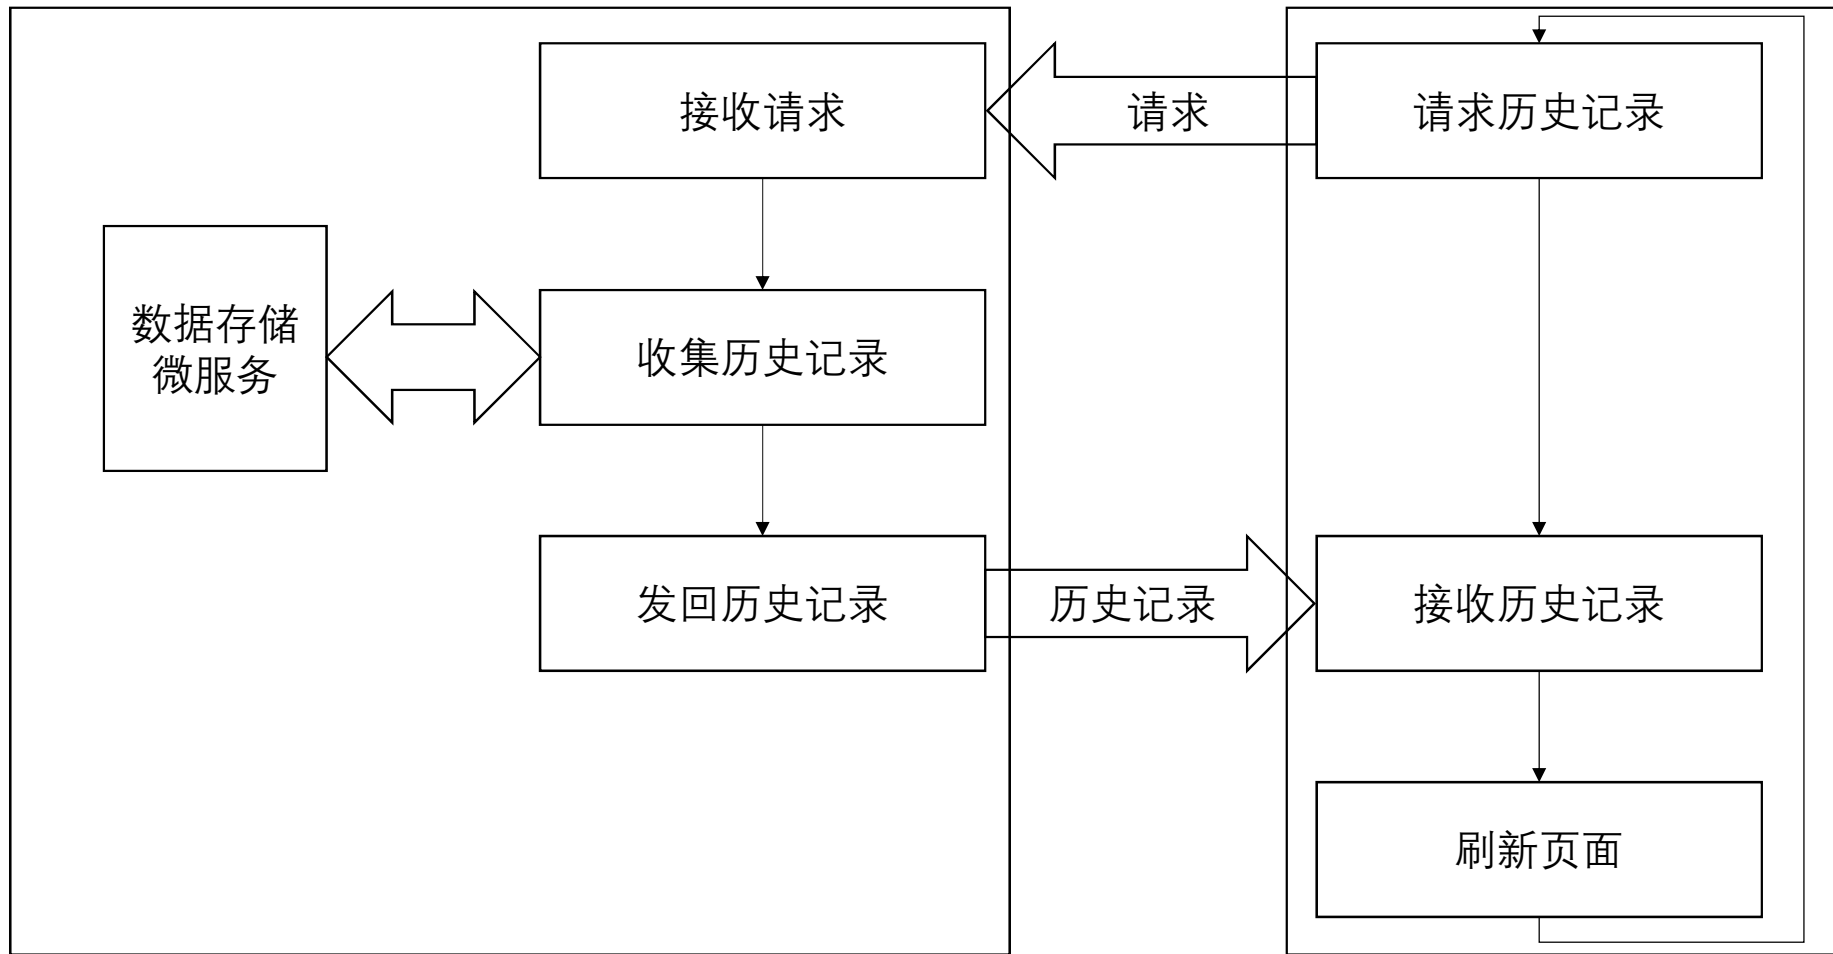 接收请求
请求
请求历史记录
数据存储
微服务
收集历史记录
发回历史记录
历史记录
接收历史记录
刷新页面